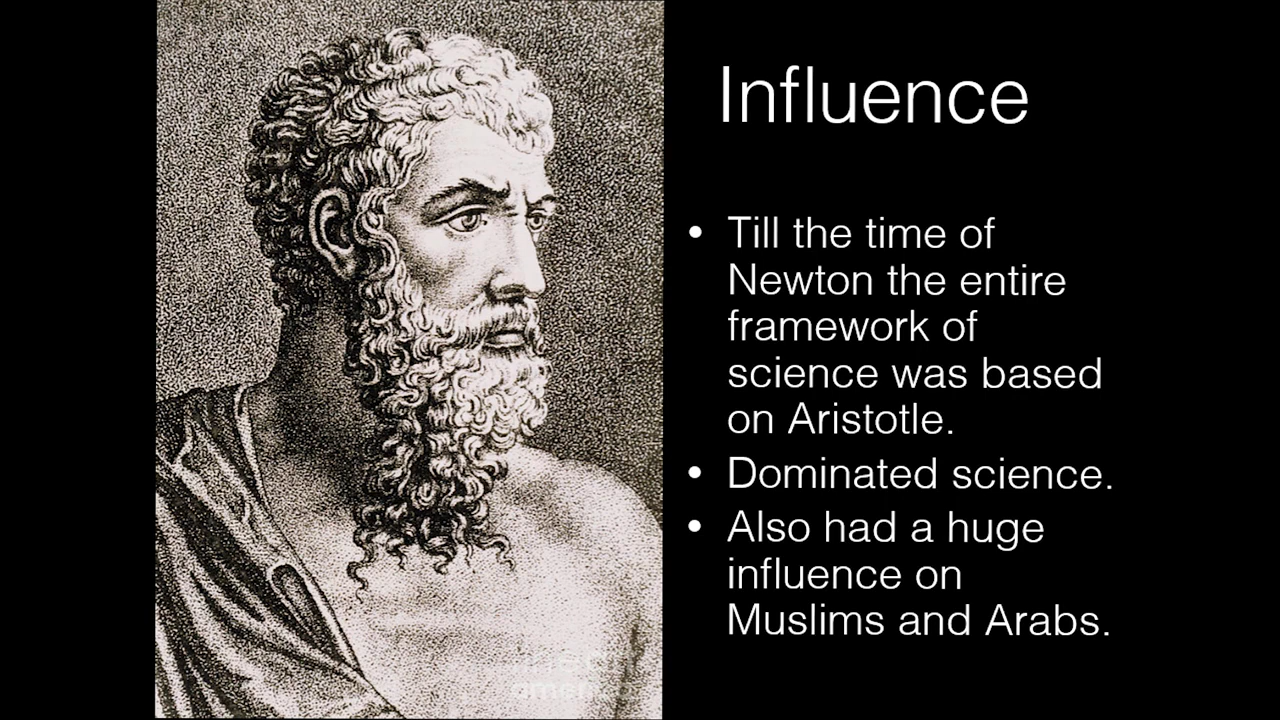 Influence
• Till the time of
Newton the entire
framework of
science was based
on Aristotle.
• Dominated science.
• Also had a huge
influence on
Muslims and Arabs.